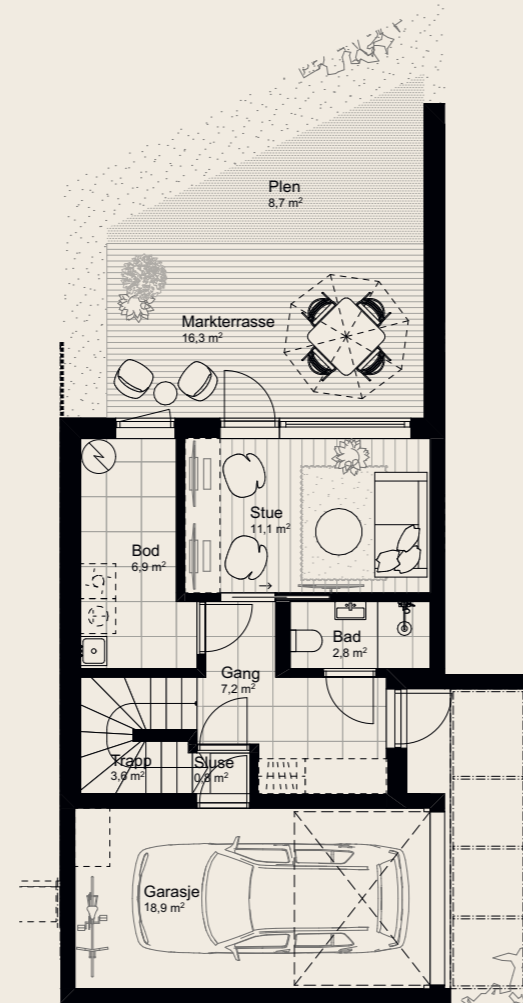 Plen
8,7 m²
Markterrasse
16,3 m²
Stue
11,1 m²
Bod
6,9 m²
Bad
2,8 m²
Gang
7,2 m²
Trapp
3,6 m²
Sluse
0,8 m²
Garasje
18,9 m²